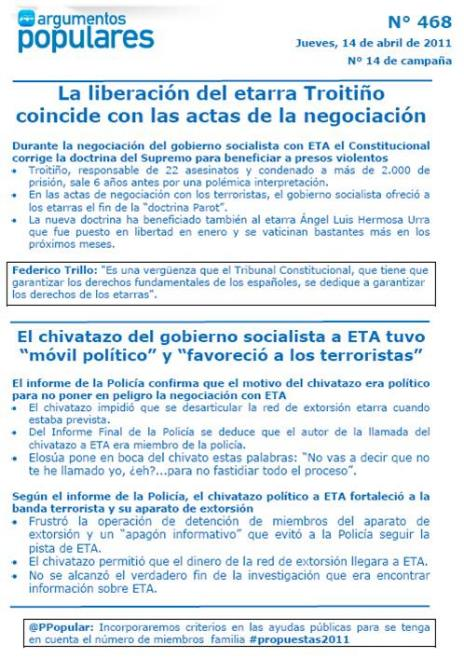 argumentos
populares
Nº 468
Jueves, 14 de abril de 2011
Nº 14 de campaña
La liberación del etarra Troitiño
coincide con las actas de la negociación
Durante la negociación del gobierno socialista con ETA el Constitucional
corrige la doctrina del Supremo para beneficiar a presos violentos
• Troitiño, responsable de 22 asesinatos y condenado a más de 2.000 de
prisión, sale 6 años antes por una polémica interpretación.
• En las actas de negociación con los terroristas, el gobierno socialista ofreció a
los etarras el fin de la "doctrina Parot".
• La nueva doctrina ha beneficiado también al etarra Ángel Luis Hermosa Urra
que fue puesto en libertad en enero y se vaticinan bastantes más en los
próximos meses.
Federico Trillo: "Es una vergüenza que el Tribunal Constitucional, que tiene que
garantizar los derechos fundamentales de los españoles, se dedique a garantizar
los derechos de los etarras".
El chivatazo del gobierno socialista a ETA tuvo
"móvil político" y "favoreció a los terroristas"
El informe de la Policía confirma que el motivo del chivatazo era político
para no poner en peligro la negociación con ETA
• El chivatazo impidió que se desarticular la red de extorsión etarra cuando
estaba prevista.
• Del Informe Final de la Policía se deduce que el autor de la llamada del
chivatazo a ETA era miembro de la policía.
• Elosúa pone en boca del chivato estas palabras: "No vas a decir que no
te he llamado yo, ¿eh?...para no fastidiar todo el proceso".
Según el informe de la Policía, el chivatazo político a ETA fortaleció a la
banda terrorista y su aparato de extorsión
• Frustró la operación de detención de miembros del aparato de
extorsión y un "apagón informativo" que evitó a la Policía seguir la
pista de ETA.
• El chivatazo permitió que el dinero de la red de extorsión llegara a ETA.
• No se alcanzó el verdadero fin de la investigación que era encontrar
información sobre ETA.
@PPopular: Incorporaremos criterios en las ayudas públicas para se tenga
en cuenta el número de miembros familia #propuestas2011